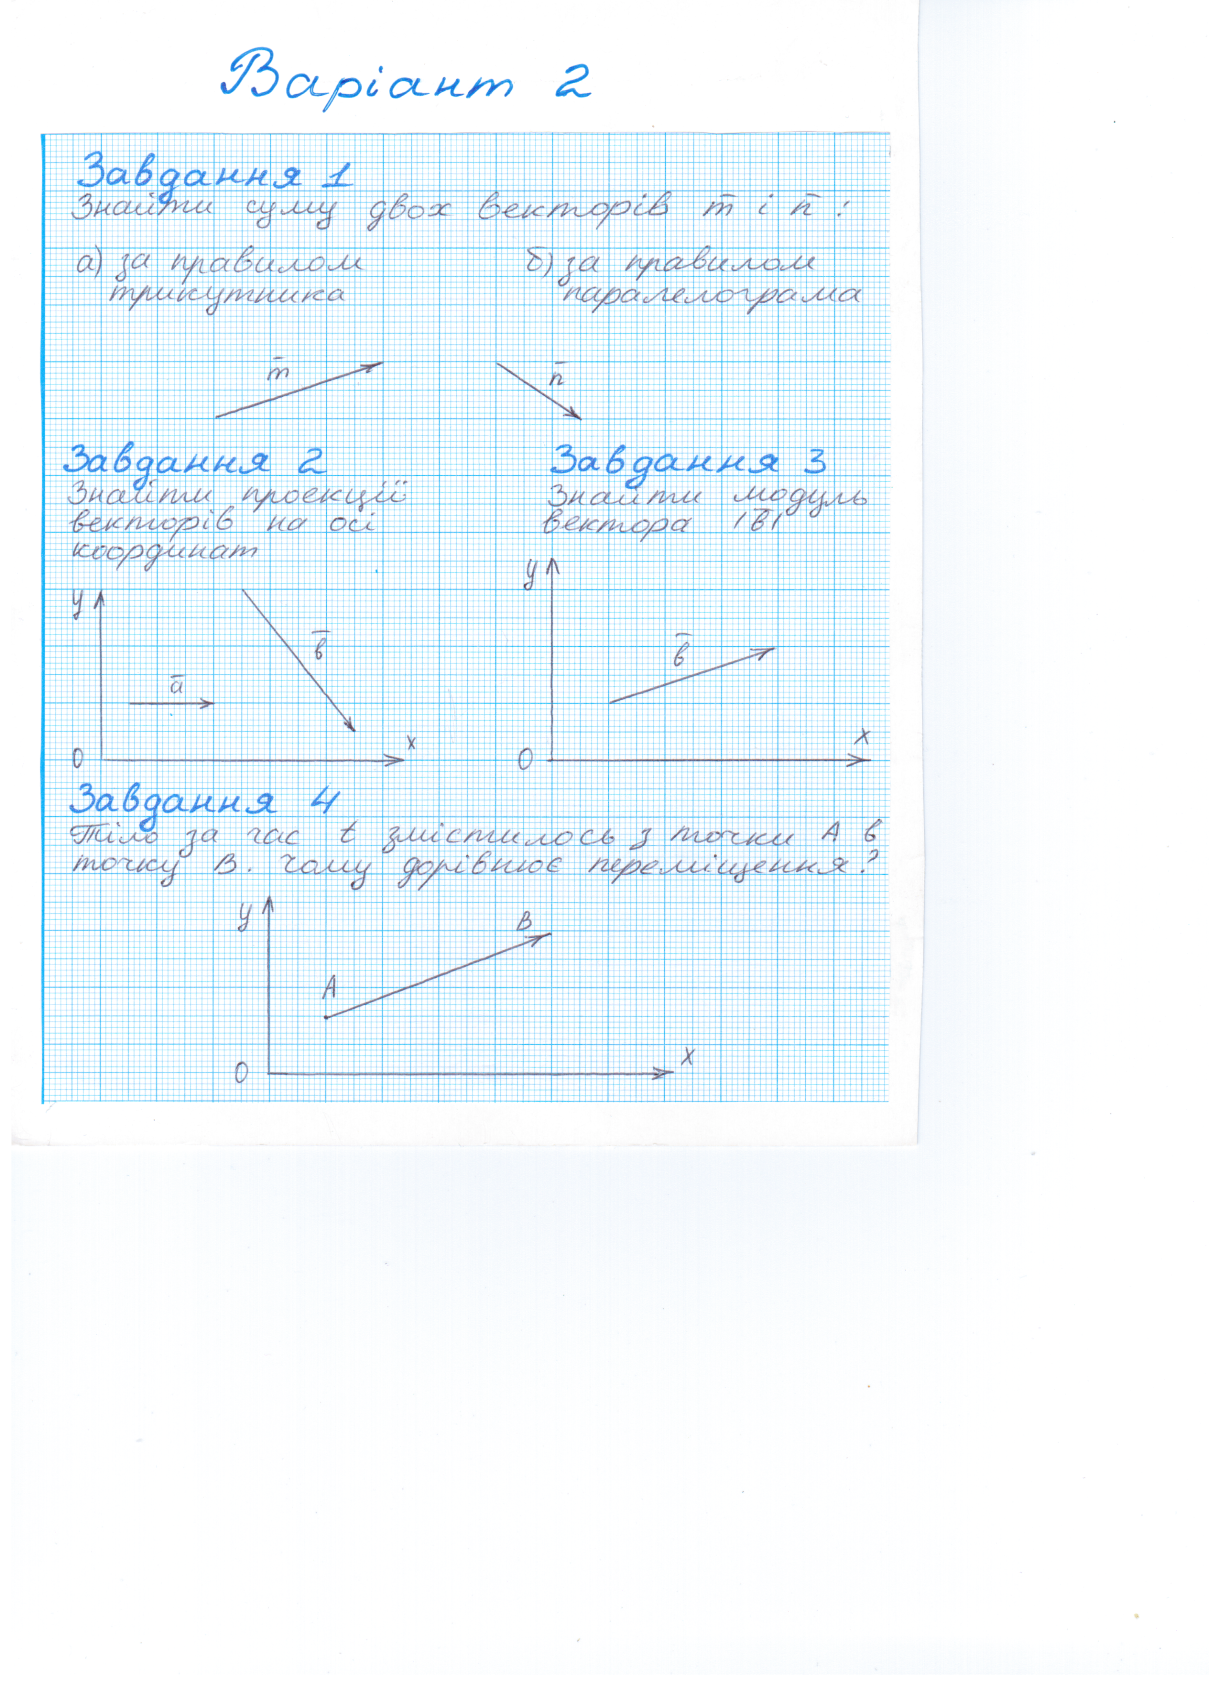 Варіант 2
Завдання 1
Знайти суму двох векторів m̄ і n̄ :
а) за правилом трикутника
б) за правилом паралелограма
m̄
n̄
Завдання 2
Знайти проекції
векторів на осі
координат
y
ā
в̄
0
x
Завдання 3
Знайти модуль
вектора |в̄|
y
в̄
0
x
Завдання 4
Тіло за час t змістилось з точки А в
точку В. Чому дорівнює переміщення?
y
A
B
0
x